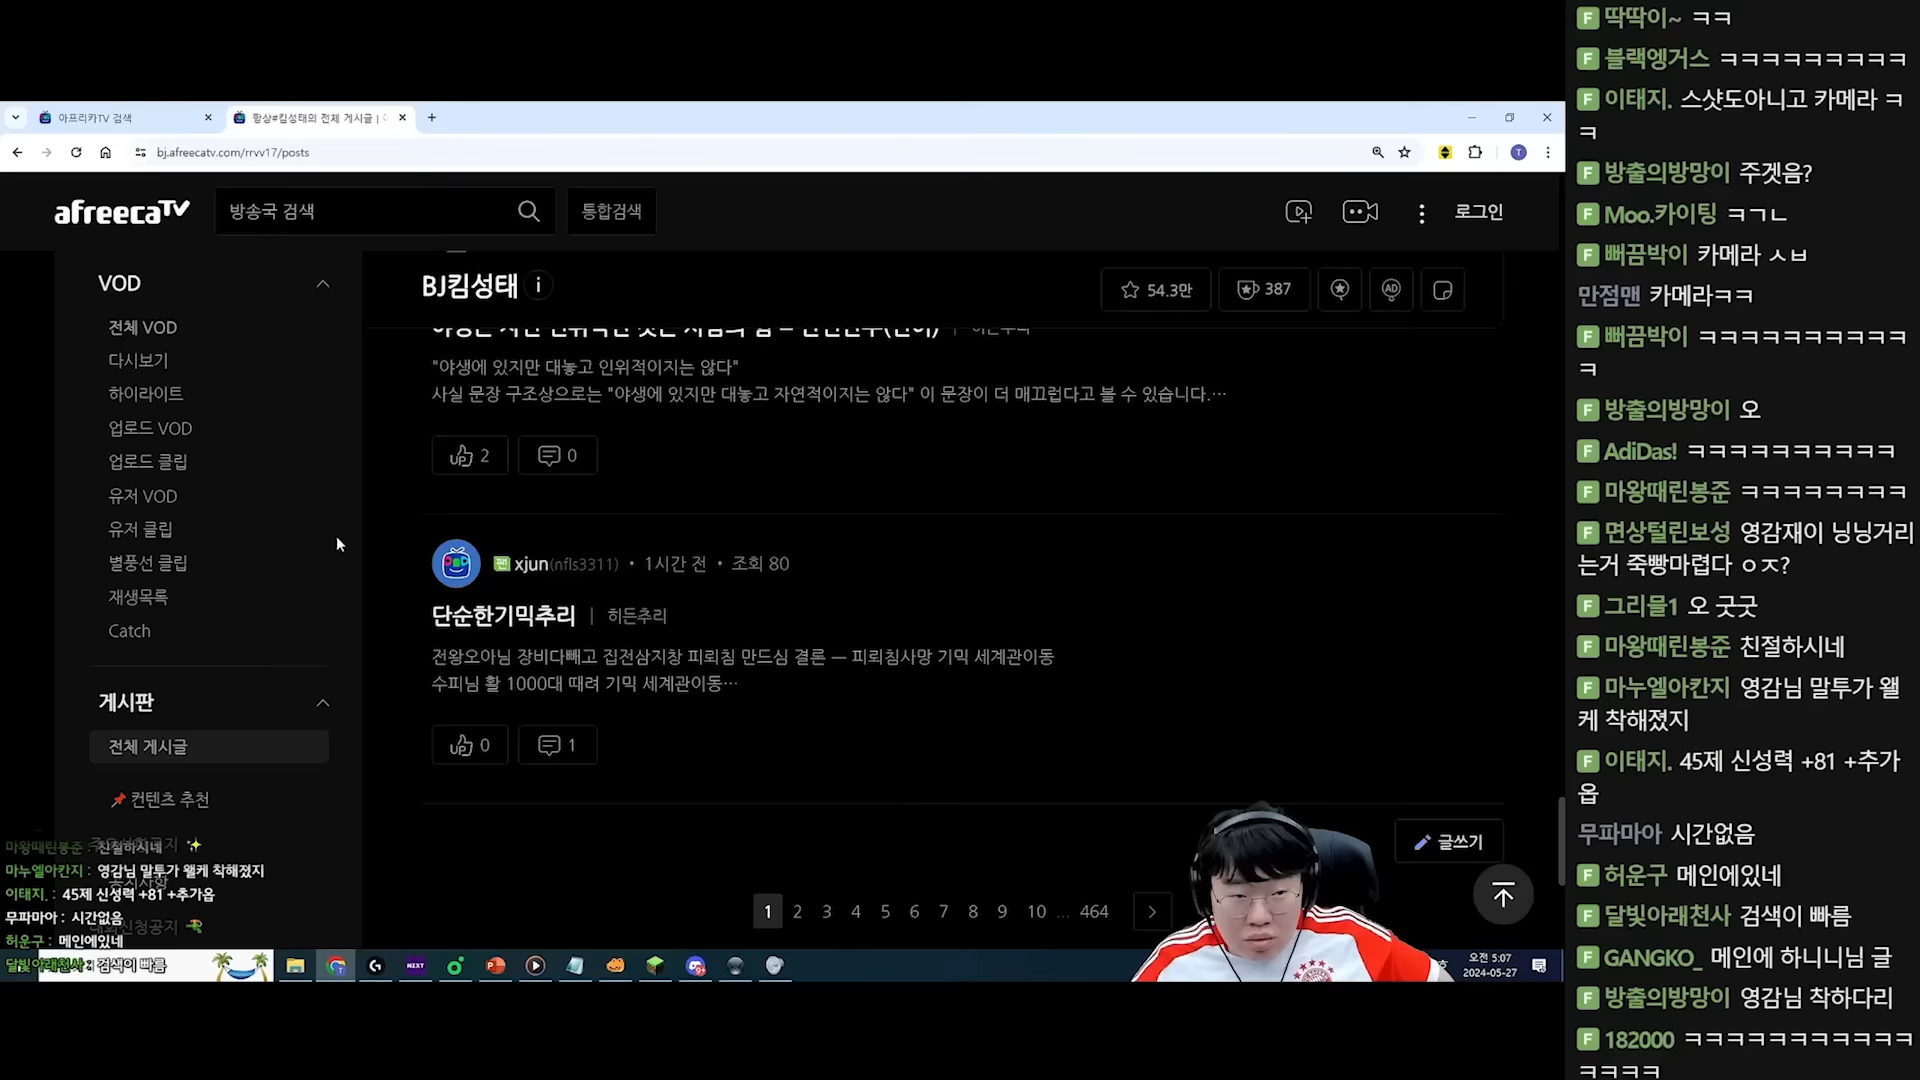 아프리카TV 검색
항상#킴성태의 전체 게시글 |
bj.afreecatv.com/rrvv17/posts
T
afreecaTV
방송국 검색
통합검색
로그인
VOD
전체 VOD
다시보기
하이라이트
업로드 VOD
업로드 클립
유저 VOD
유저 클립
별풍선 클립
재생목록
Catch
게시판
전체 게시글
컨텐츠 추천
BJ킴성태
54.3만
387
AD
"야생에 있지만 대놓고 인위적이지는 않다"
사실 문장 구조상으로는 "야생에 있지만 대놓고 자연적이지는 않다" 이 문장이 더 매끄럽다고 볼 수 있습니다.…
UP 2
0
팬 xjun(nfls3311) • 1시간 전 • 조회 80
단순한기믹추리 | 히든추리
전왕오아님 장비다빼고 집전삼지창 피뢰침 만드심 결론 — 피뢰침사망 기믹 세계관이동
수피님 활 1000대 때려 기믹 세계관이동…
UP 0
1
글쓰기
1 2 3 4 5 6 7 8 9 10 … 464
마왕때린봉준 : 친절하시네
마누엘아칸지 : 영감님 말투가 왤케 착해졌지
이태지. : 45제 신성력 +81 +추가옵
무파마아 : 시간없음
허운구 : 메인에있네
달빛아래천사 : 검색이 빠름
NEXT
오전 5:07
2024-05-27
F 딱딱이~ ㅋㅋ
F 블랙엥거스 ㅋㅋㅋㅋㅋㅋㅋㅋㅋ
F 이태지. 스샷도아니고 카메라 ㅋ
ㅋ
F 방출의방망이 주겟음?
F Moo.카이팅 ㅋㄱㄴ
F 뻐끔박이 카메라 ㅅㅂ
만점맨 카메라ㅋㅋ
F 뻐끔박이 ㅋㅋㅋㅋㅋㅋㅋㅋㅋㅋ
ㅋ
F 방출의방망이 오
F AdiDas! ㅋㅋㅋㅋㅋㅋㅋㅋㅋㅋ
F 마왕때린봉준 ㅋㅋㅋㅋㅋㅋㅋㅋ
F 면상털린보성 영감재이 닝닝거리
는거 죽빵마렵다 ㅇㅈ?
F 그리믈1 오 굿굿
F 마왕때린봉준 친절하시네
F 마누엘아칸지 영감님 말투가 왤
케 착해졌지
F 이태지. 45제 신성력 +81 +추가
옵
무파마아 시간없음
F 허운구 메인에있네
F 달빛아래천사 검색이 빠름
F GANGKO_ 메인에 하니니님 글
F 방출의방망이 영감님 착하다리
F 182000 ㅋㅋㅋㅋㅋㅋㅋㅋㅋㅋㅋ
ㅋㅋㅋㅋ